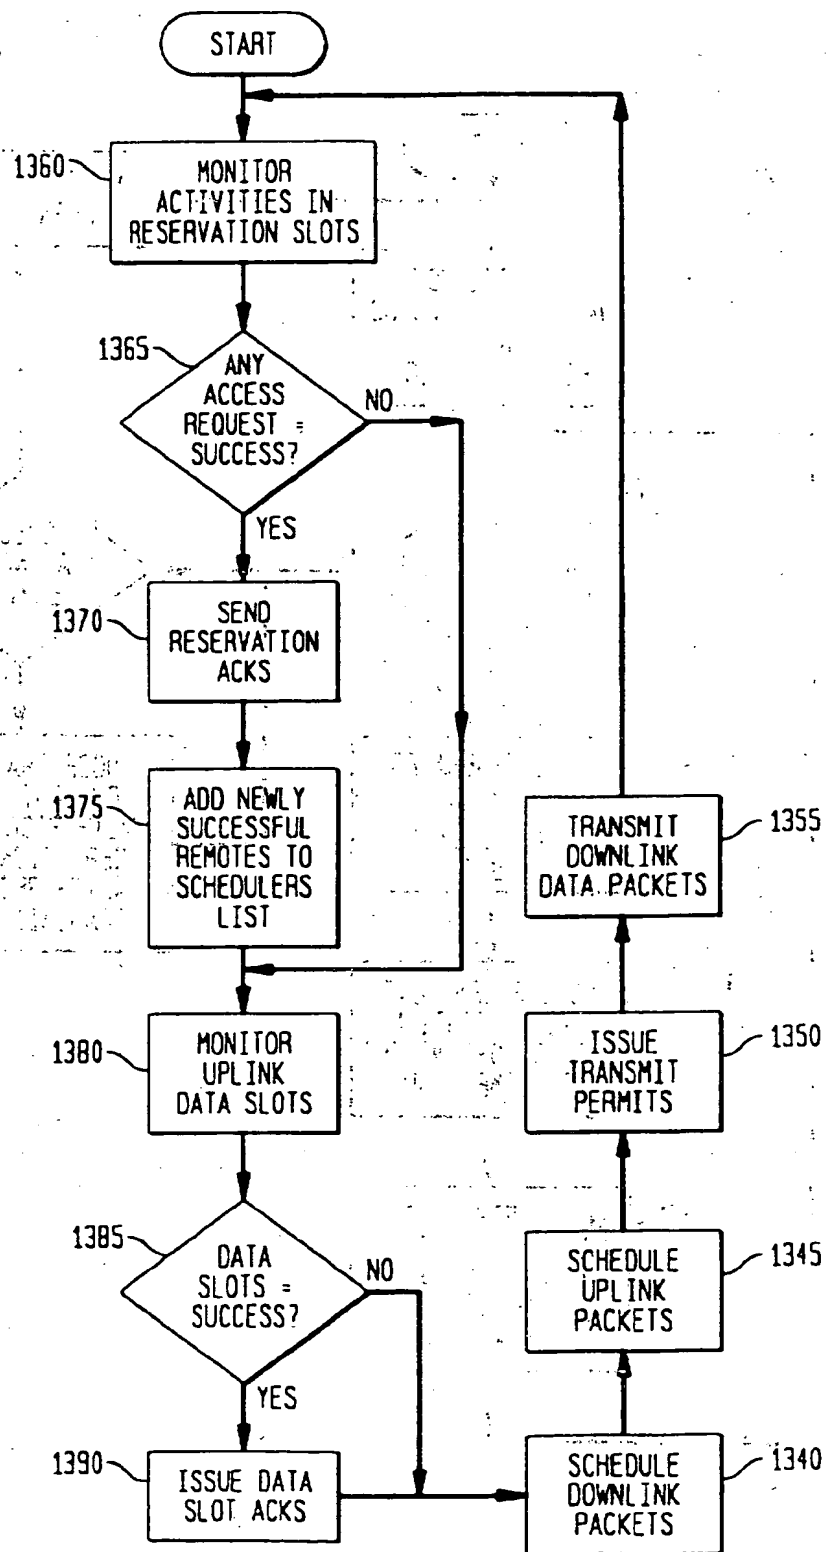 START
1360
MONITOR
ACTIVITIES IN
RESERVATION SLOTS
1365
ANY
ACCESS
REQUEST =
SUCCESS?
NO
YES
1370
SEND
RESERVATION
ACKS
1375
ADD NEWLY
SUCCESSFUL
REMOTES TO
SCHEDULERS
LIST
1380
MONITOR
UPLINK
DATA SLOTS
1385
DATA
SLOTS =
SUCCESS?
NO
YES
1390
ISSUE DATA
SLOT ACKS
TRANSMIT
DOWNLINK
DATA PACKETS
1355
ISSUE
TRANSMIT
PERMITS
1350
SCHEDULE
UPLINK
PACKETS
1345
SCHEDULE
DOWNLINK
PACKETS
1340